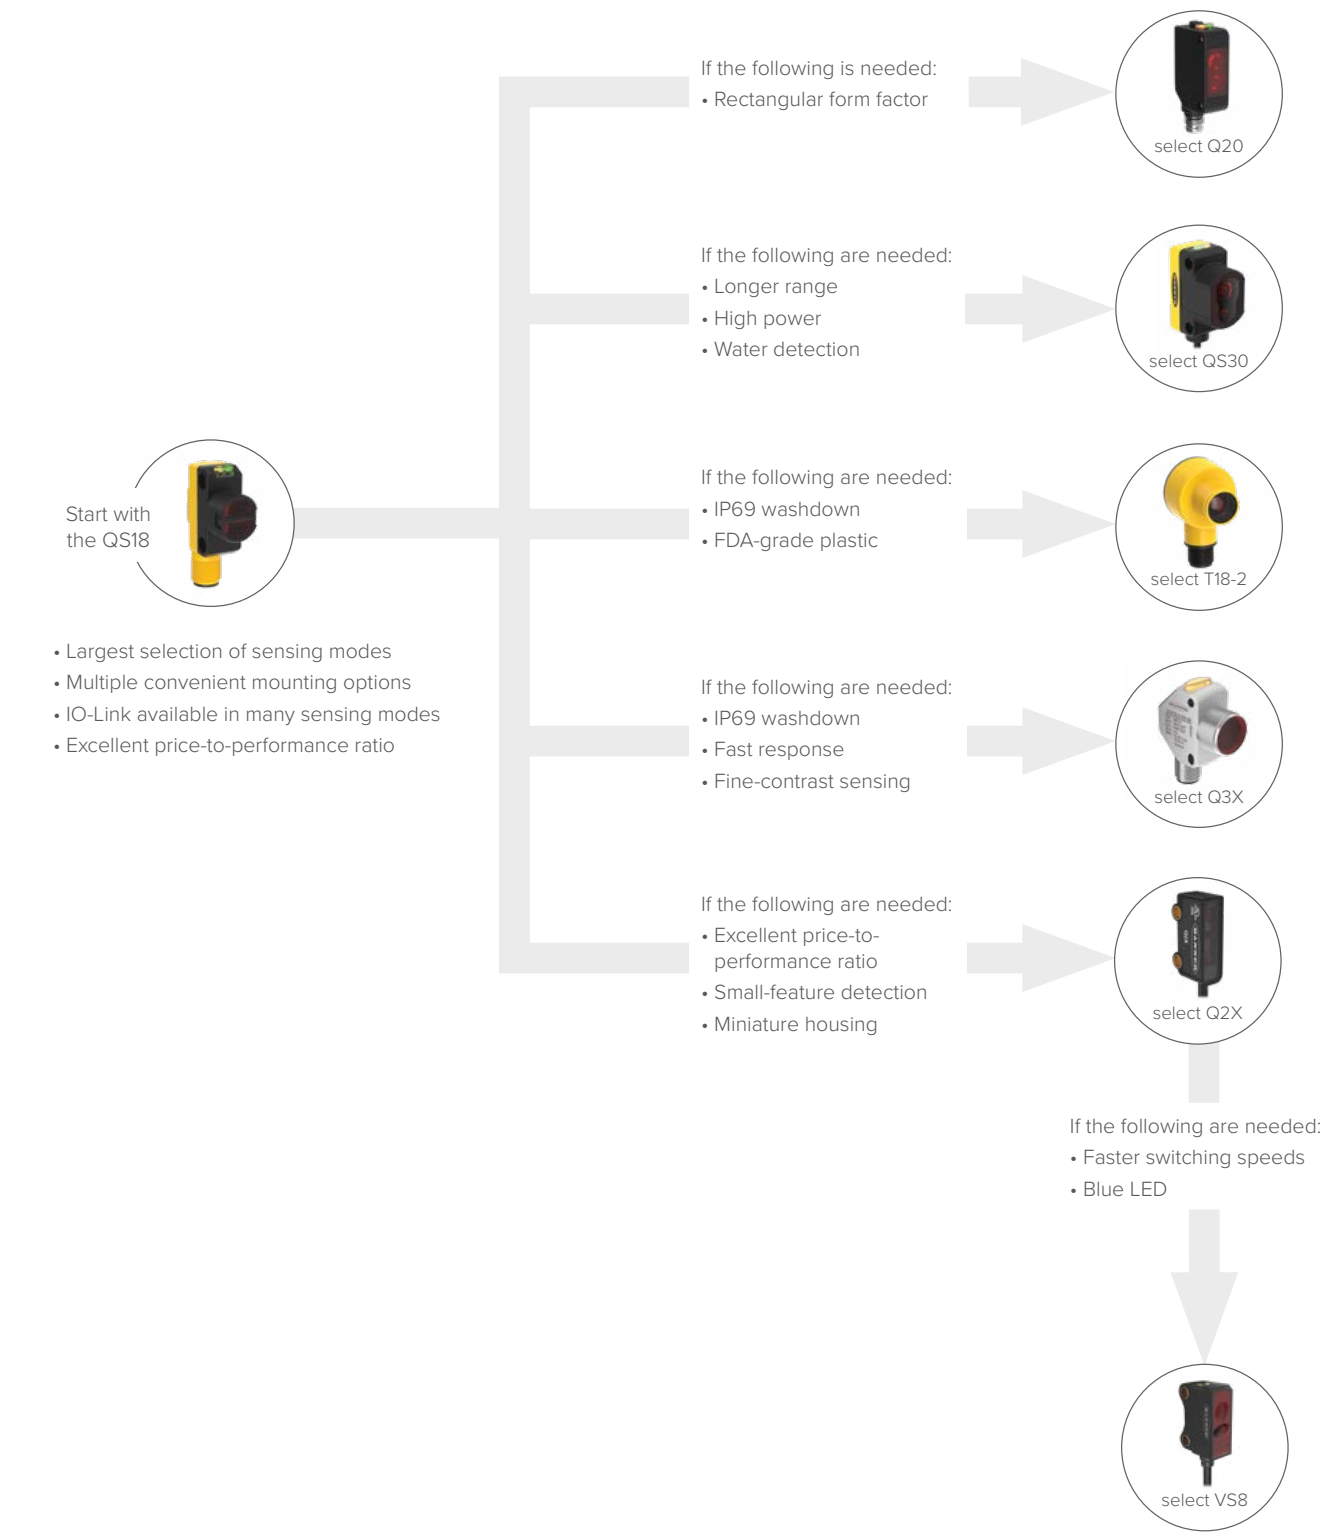 If the following is needed:
• Rectangular form factor
select Q20
If the following are needed:
• Longer range
• High power
• Water detection
select QS30
Start with
the QS18
• Largest selection of sensing modes
• Multiple convenient mounting options
• IO-Link available in many sensing modes
• Excellent price-to-performance ratio
If the following are needed:
• IP69 washdown
• FDA-grade plastic
select T18-2
If the following are needed:
• IP69 washdown
• Fast response
• Fine-contrast sensing
select Q3X
If the following are needed:
• Excellent price-to-
performance ratio
• Small-feature detection
• Miniature housing
BANNER
Q2X
select Q2X
If the following are needed:
• Faster switching speeds
• Blue LED
select VS8